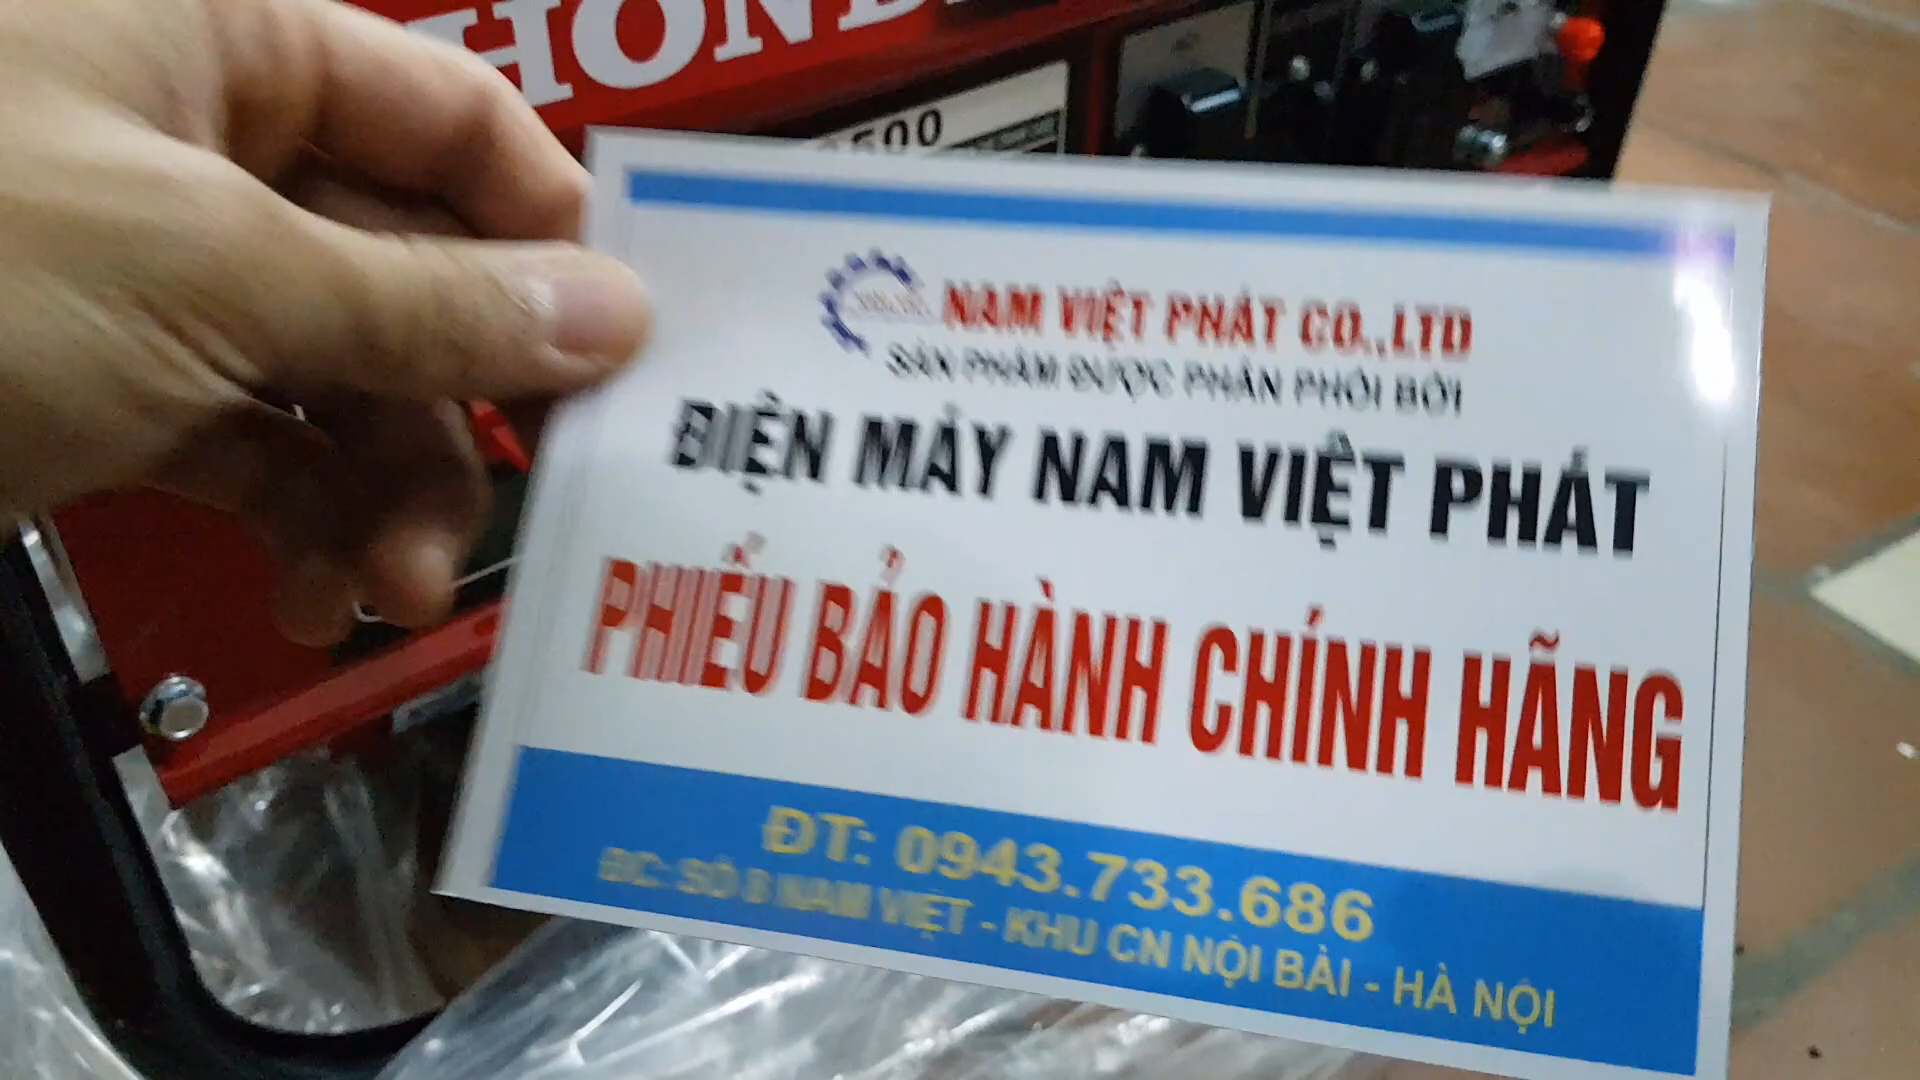 HOND
500
NAM VIỆT PHÁT CO.,LTD
SẢN PHẨM ĐƯỢC PHÂN PHỐI BỞI
ĐIỆN MÁY NAM VIỆT PHÁT
PHIẾU BẢO HÀNH CHÍNH HÃNG
ĐT: 0943.733.686
ĐC: SỐ 8 NAM VIỆT - KHU CN NỘI BÀI - HÀ NỘI